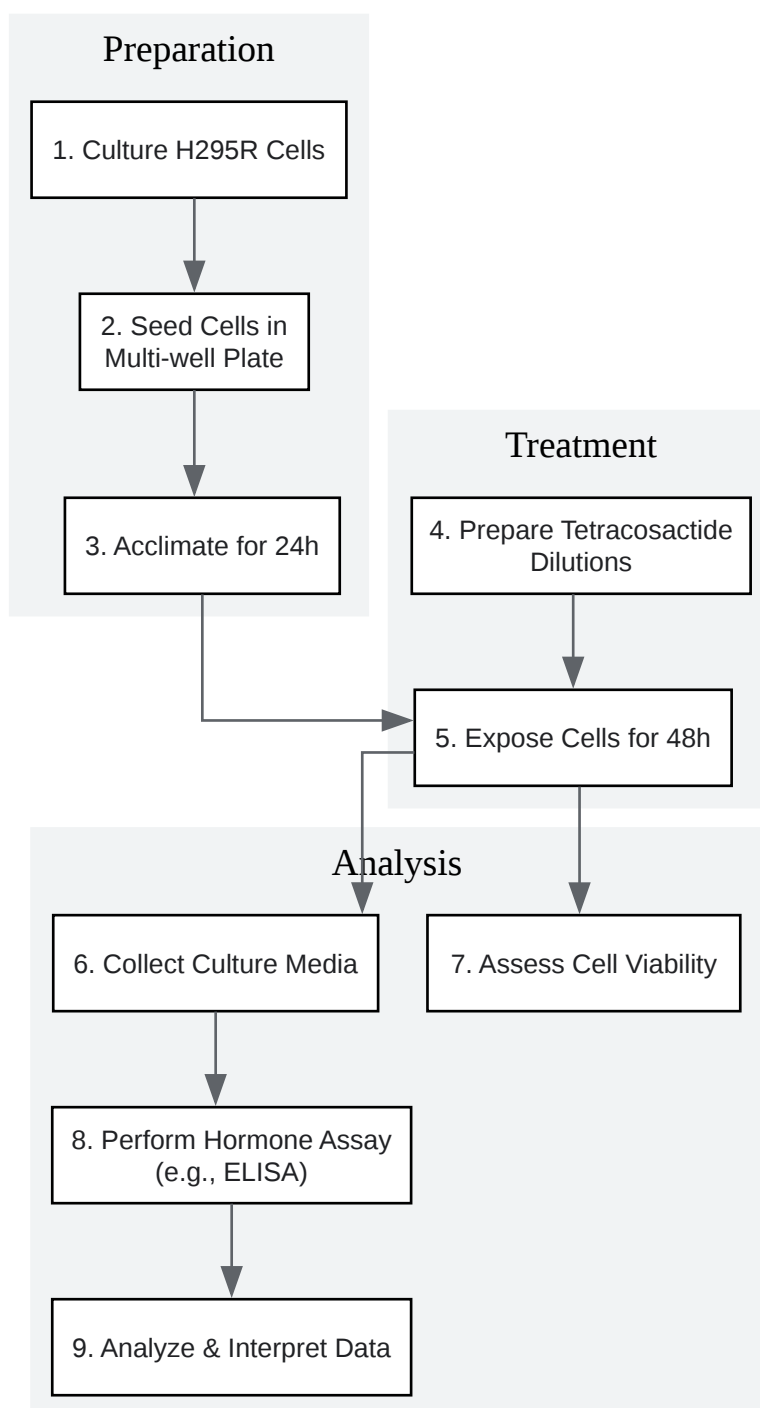 Preparation
1. Culture H295R Cells
2. Seed Cells in
Multi-well Plate
3. Acclimate for 24h
Treatment
4. Prepare Tetracosactide
Dilutions
5. Expose Cells for 48h
Analysis
6. Collect Culture Media
7. Assess Cell Viability
8. Perform Hormone Assay
(e.g., ELISA)
9. Analyze & Interpret Data